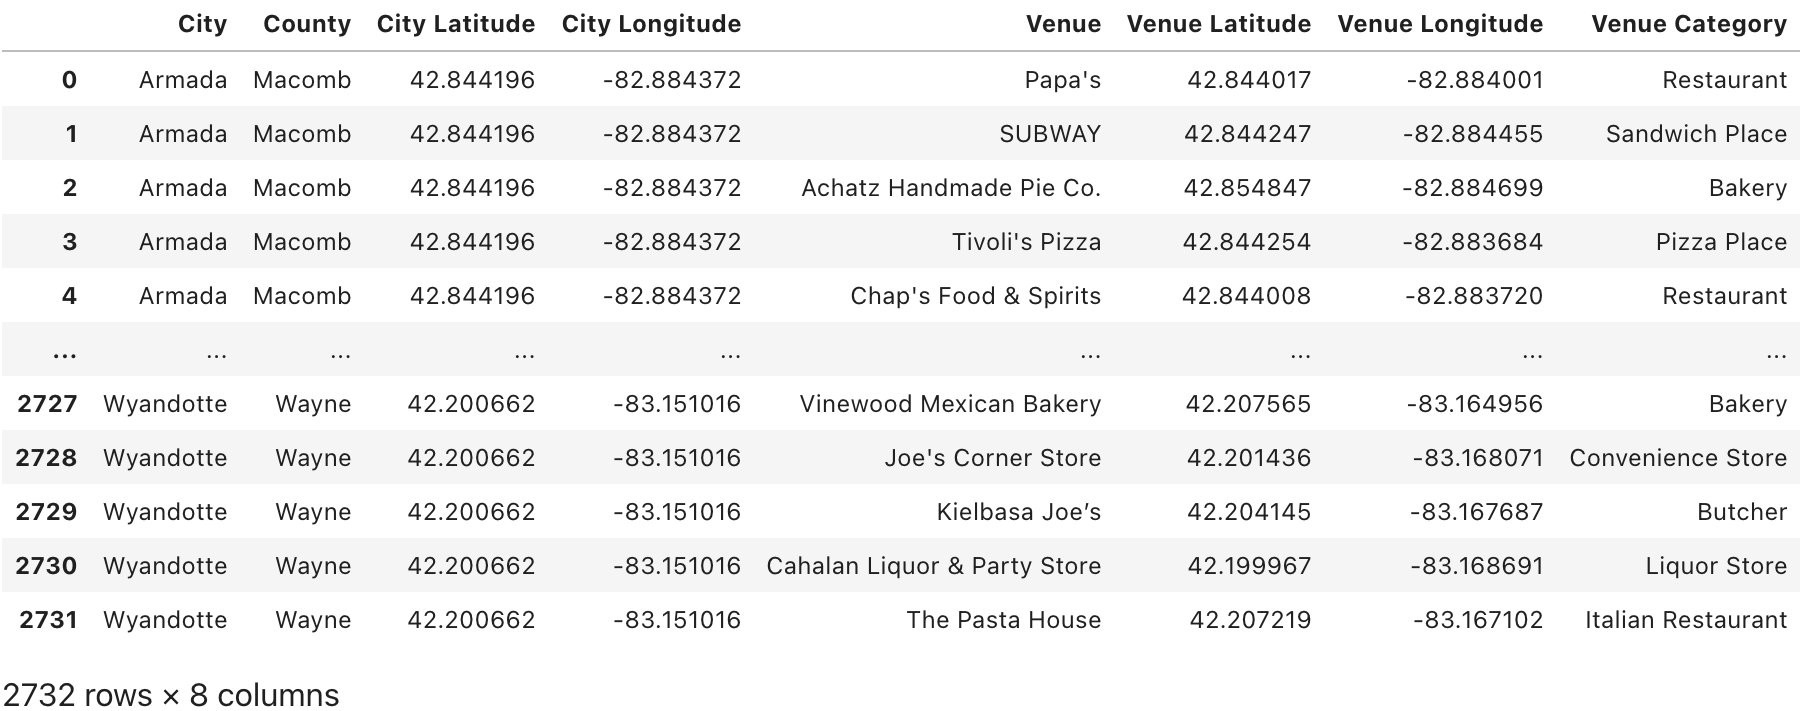 City County City Latitude City Longitude Venue Venue Latitude Venue Longitude Venue Category
0 Armada Macomb 42.844196 -82.884372 Papa's 42.844017 -82.884001 Restaurant
1 Armada Macomb 42.844196 -82.884372 SUBWAY 42.844247 -82.884455 Sandwich Place
2 Armada Macomb 42.844196 -82.884372 Achatz Handmade Pie Co. 42.854847 -82.884699 Bakery
3 Armada Macomb 42.844196 -82.884372 Tivoli's Pizza 42.844254 -82.883684 Pizza Place
4 Armada Macomb 42.844196 -82.884372 Chap's Food & Spirits 42.844008 -82.883720 Restaurant
... ... ... ... ... ... ... ... ...
2727 Wyandotte Wayne 42.200662 -83.151016 Vinewood Mexican Bakery 42.207565 -83.164956 Bakery
2728 Wyandotte Wayne 42.200662 -83.151016 Joe's Corner Store 42.201436 -83.168071 Convenience Store
2729 Wyandotte Wayne 42.200662 -83.151016 Kielbasa Joe’s 42.204145 -83.167687 Butcher
2730 Wyandotte Wayne 42.200662 -83.151016 Cahalan Liquor & Party Store 42.199967 -83.168691 Liquor Store
2731 Wyandotte Wayne 42.200662 -83.151016 The Pasta House 42.207219 -83.167102 Italian Restaurant
2732 rows × 8 columns